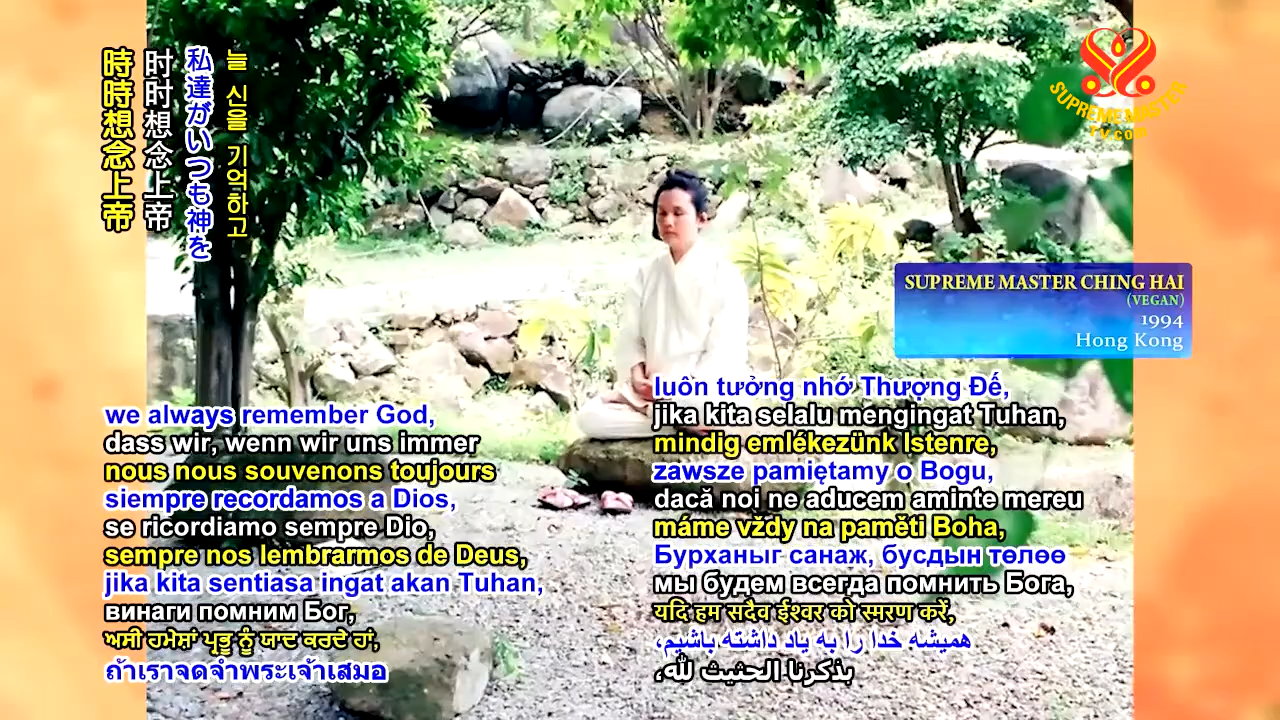 時時想念上帝
时时想念上帝
私達がいつも神を
늘 신을 기억하고
SUPREME MASTER
TV.com
SUPREME MASTER CHING HAI
(VEGAN)
1994
Hong Kong
we always remember God,
dass wir, wenn wir uns immer
nous nous souvenons toujours
siempre recordamos a Dios,
se ricordiamo sempre Dio,
sempre nos lembrarmos de Deus,
jika kita sentiasa ingat akan Tuhan,
винаги помним Бог,
ਅਸੀ ਹਮੇਸ਼ਾਂ ਪ੍ਰਭੂ ਨੂੰ ਯਾਦ ਕਰਦੇ ਹਾਂ,
ถ้าเราจดจำพระเจ้าเสมอ
luôn tưởng nhớ Thượng Đế,
jika kita selalu mengingat Tuhan,
mindig emlékezünk Istenre,
zawsze pamiętamy o Bogu,
dacă noi ne aducem aminte mereu
máme vždy na paměti Boha,
Бурханыг санаж, бусдын төлөө
мы будем всегда помнить Бога,
यदि हम सदैव ईश्वर को स्मरण करें,
همیشه خدا را به یاد داشته باشیم،
بذكرنا الحثيث لله،